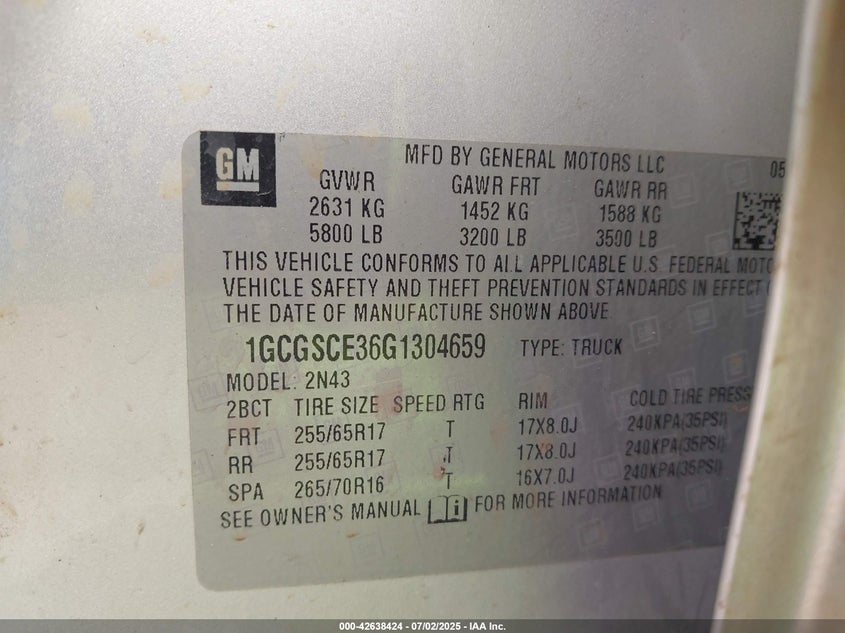 GM
MFD BY GENERAL MOTORS LLC 05
GVWR GAWR FRT GAWR RR
2631 KG 1452 KG 1588 KG
5800 LB 3200 LB 3500 LB
THIS VEHICLE CONFORMS TO ALL APPLICABLE U.S. FEDERAL MOTO
VEHICLE SAFETY AND THEFT PREVENTION STANDARDS IN EFFECT O
THE DATE OF MANUFACTURE SHOWN ABOVE.
1GCGSCE36G1304659 TYPE: TRUCK
MODEL: 2N43
2BCT TIRE SIZE SPEED RTG RIM COLD TIRE PRESS
FRT 255/65R17 T 17X8.0J 240KPA(35PSI)
RR 255/65R17 T 17X8.0J 240KPA(35PSI)
SPA 265/70R16 T 16X7.0J 240KPA(35PSI)
SEE OWNER'S MANUAL i FOR MORE INFORMATION
000-42638424 - 07/02/2025 - IAA Inc.